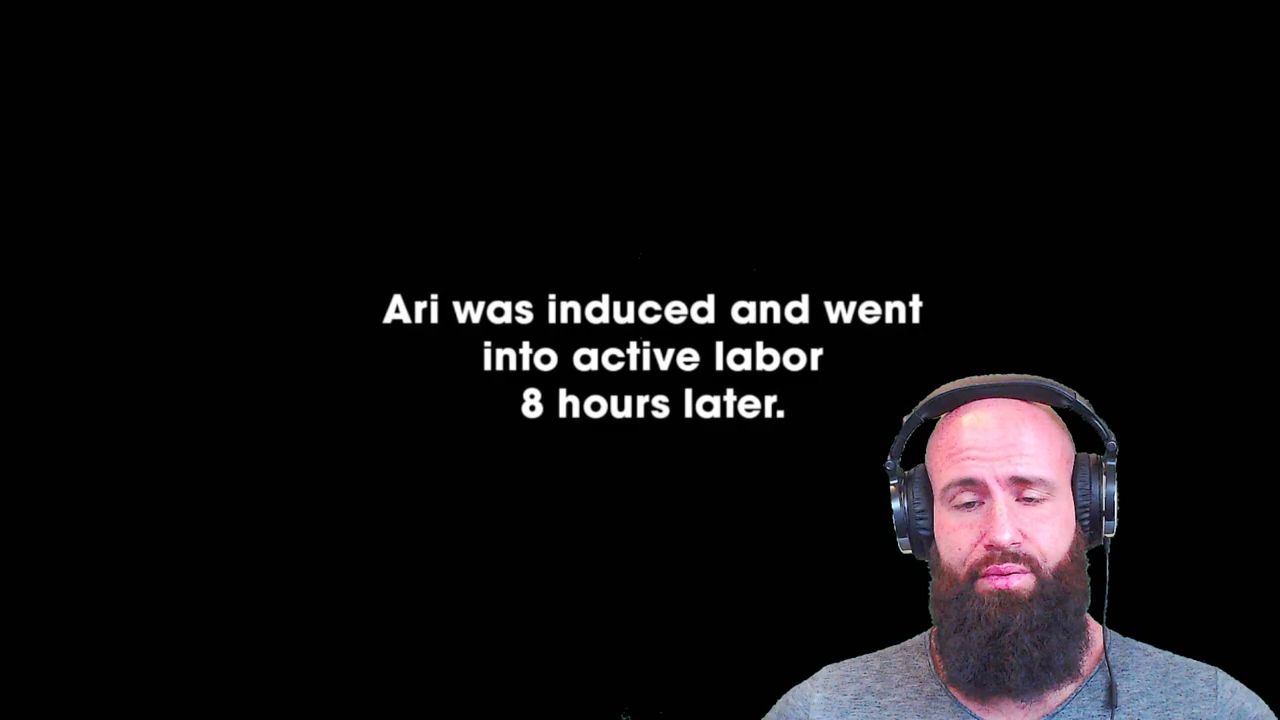 Ari was induced and went
into active labor
8 hours later.